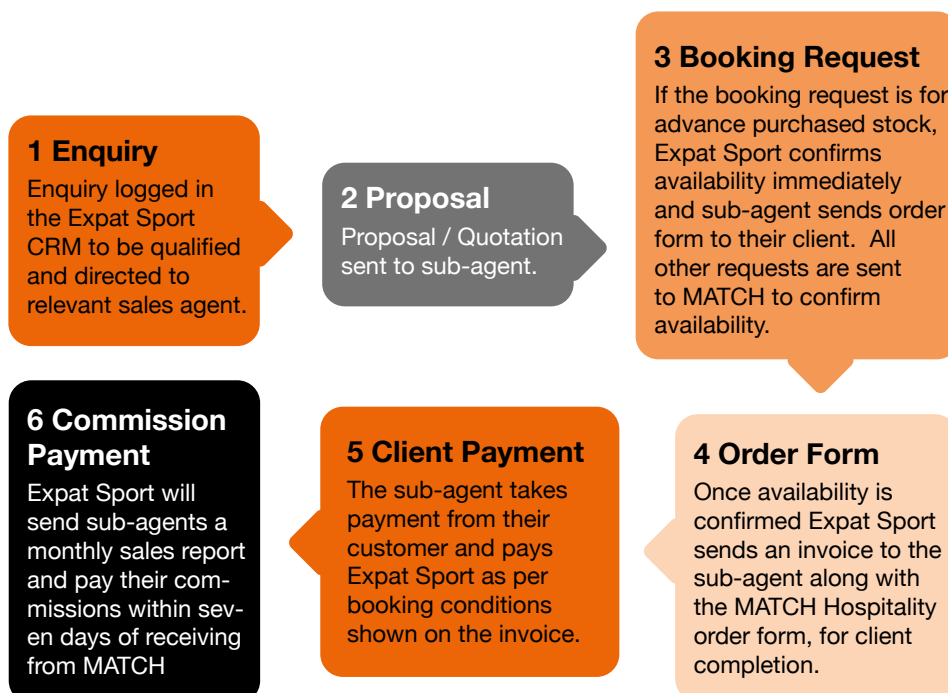 1 Enquiry
Enquiry logged in
the Expat Sport
CRM to be qualified
and directed to
relevant sales agent.
2 Proposal
Proposal / Quotation
sent to sub-agent.
3 Booking Request
If the booking request is for
advance purchased stock,
Expat Sport confirms
availability immediately
and sub-agent sends order
form to their client.  All
other requests are sent
to MATCH to confirm
availability.
4 Order Form
Once availability is
confirmed Expat Sport
sends an invoice to the
sub-agent along with
the MATCH Hospitality
order form, for client
completion.
5 Client Payment
The sub-agent takes
payment from their
customer and pays
Expat Sport as per
booking conditions
shown on the invoice.
6 Commission
Payment
Expat Sport will
send sub-agents a
monthly sales report
and pay their com-
missions within sev-
en days of receiving
from MATCH